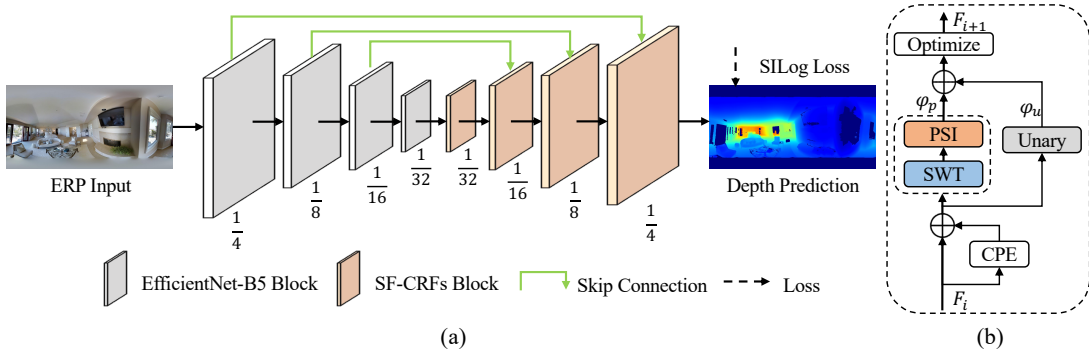 ERP Input
1/4
1/8
1/16
1/32
1/32
1/16
1/8
1/4
SILog Loss
Depth Prediction
EfficientNet-B5 Block
SF-CRFs Block
Skip Connection
Loss
(a)
F_{i+1}
Optimize
φ_p
φ_u
PSI
Unary
SWT
CPE
F_i
(b)